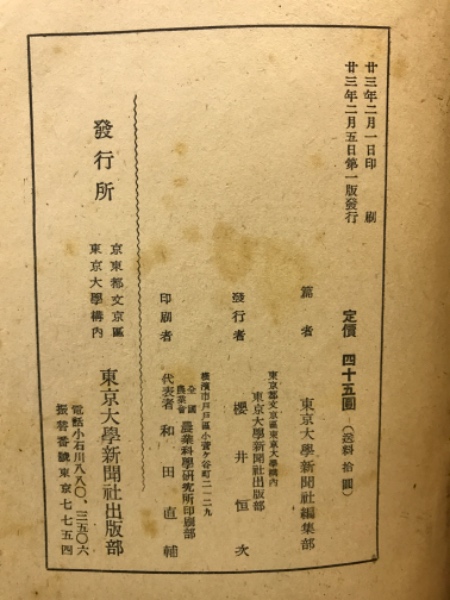 廿三年二月一日印刷
廿三年二月五日第一版發行
定價 四十五圓 (送料拾圓)
篇者 東京大學新聞社編集部
東京都文京區東京大學構內
東京大學新聞社出版部
發行者 櫻井恒次
橫濱市戸戸區小菅ケ谷町二一二九
全國農業會 農業科學研究所印刷部
印刷者 代表者 和田直輔
發行所
京東都文京區
東京大學構內
東京大學新聞社出版部
電話小石川八八〇、三五〇六
振替番號東京七七五四